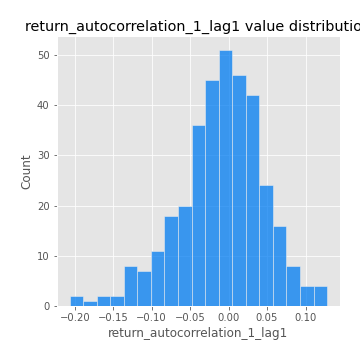 return_autocorrelation_1_lag1 value distributio
50
40
30
20
10
0
Count
−0.20 −0.15 −0.10 −0.05 0.00 0.05 0.10
return_autocorrelation_1_lag1